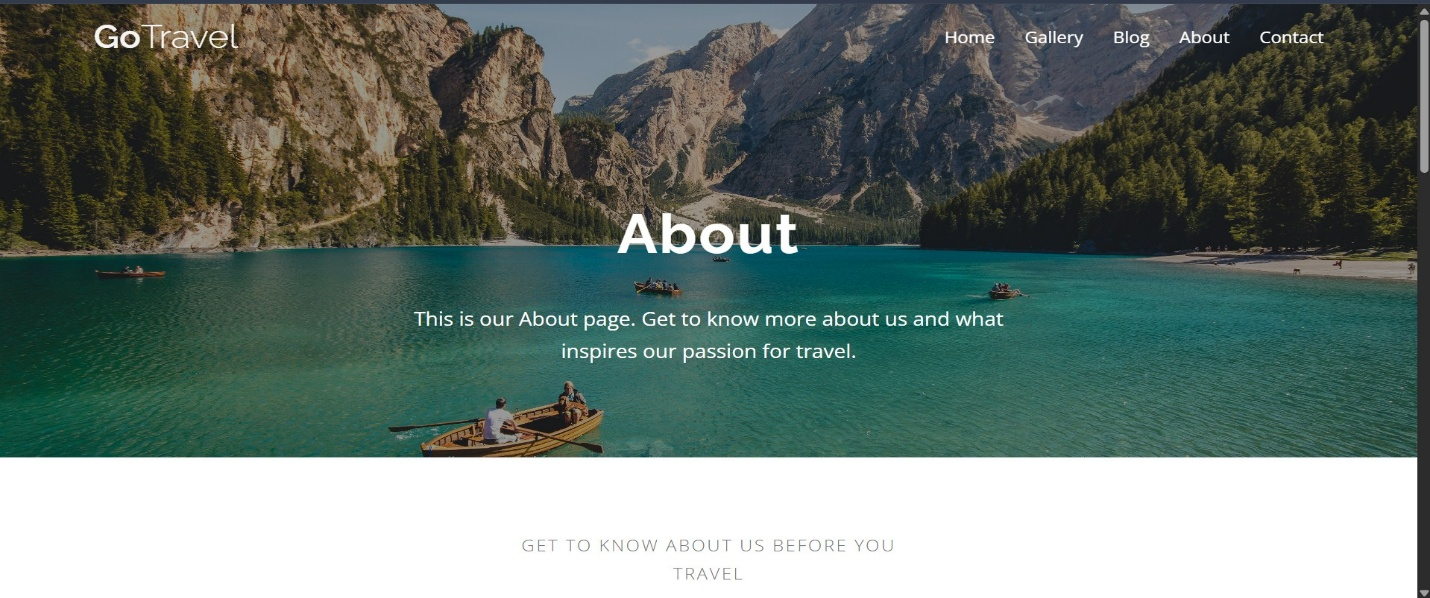 GoTravel
Home Gallery Blog About Contact
About
This is our About page. Get to know more about us and what
inspires our passion for travel.
GET TO KNOW ABOUT US BEFORE YOU
TRAVEL